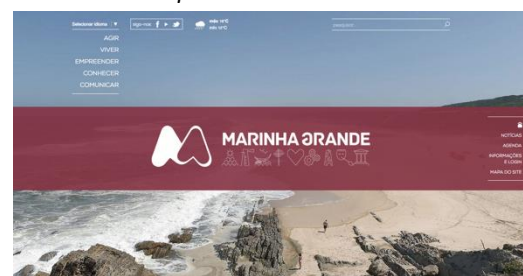 Selecionar idioma
siga-nos:
AGIR
VIVER
EMPREENDER
CONHECER
COMUNICAR
MARINHA GRANDE
NOTÍCIAS
AGENDA
INFORMAÇÕES
E LOGIN
MAPA DO SITE